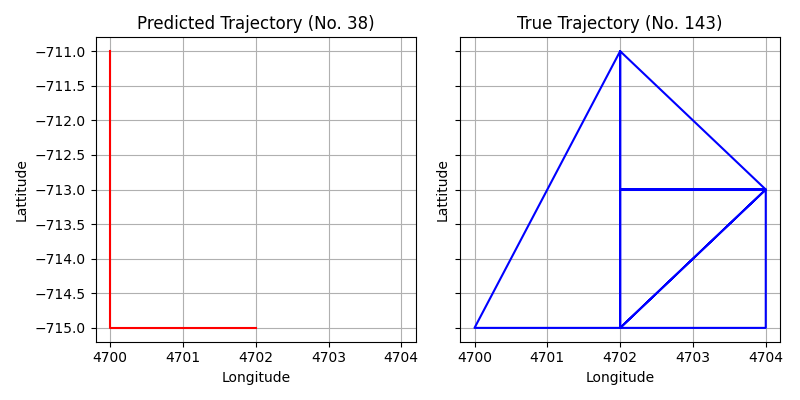 Predicted Trajectory (No. 38)
True Trajectory (No. 143)
−711.0
−711.5
−712.0
−712.5
−713.0
−713.5
−714.0
−714.5
−715.0
Lattitude
Lattitude
4700 4701 4702 4703 4704
4700 4701 4702 4703 4704
Longitude
Longitude